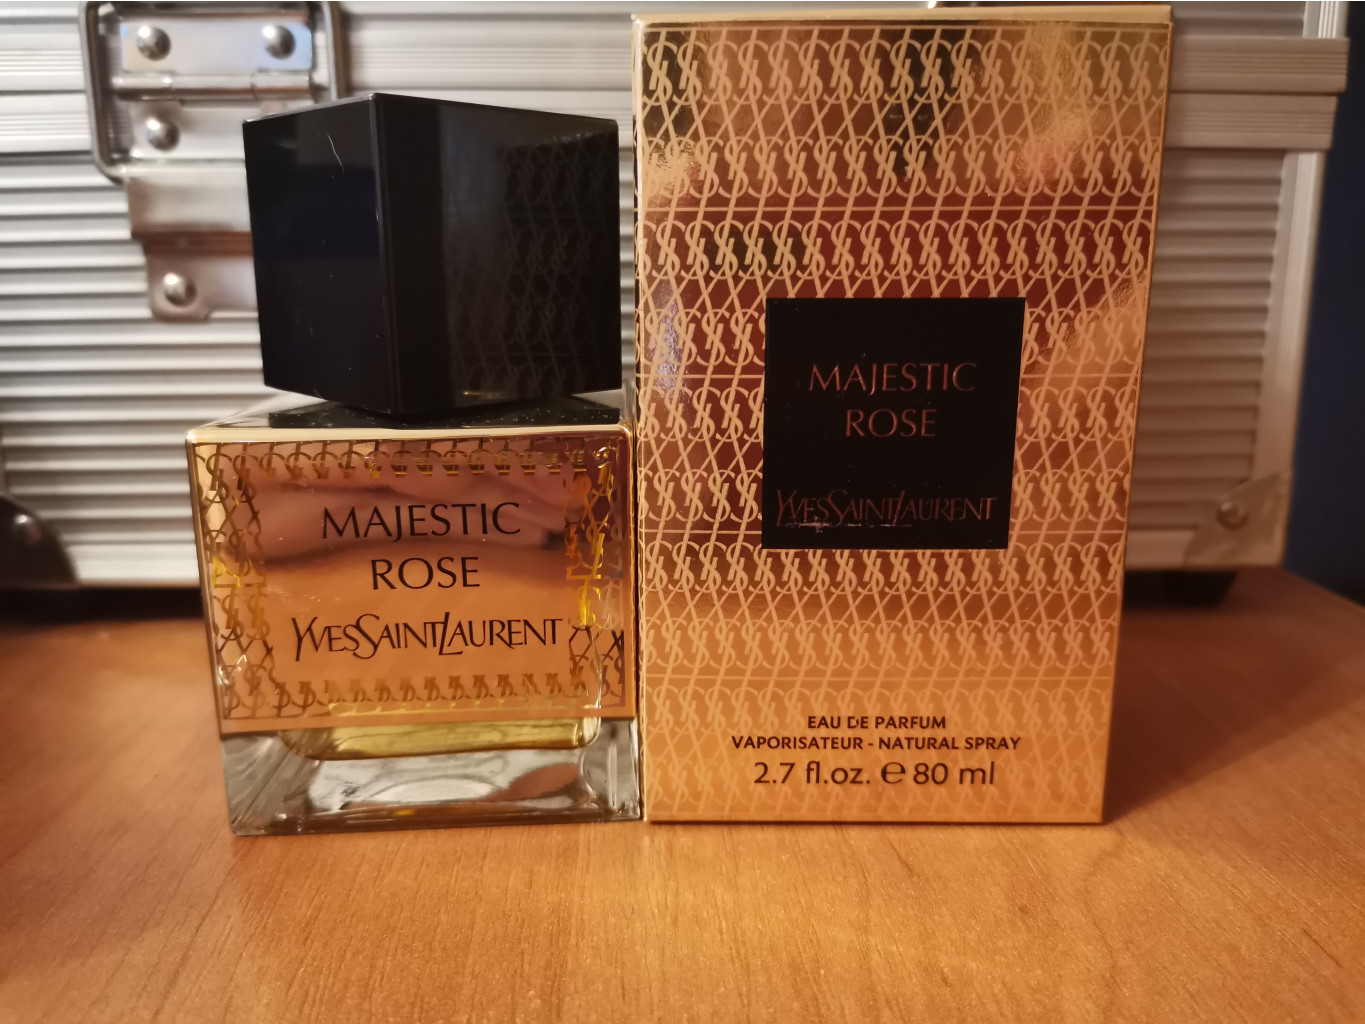 MAJESTIC
ROSE
YVESSAINTLAURENT
MAJESTIC
ROSE
YVESSAINTLAURENT
EAU DE PARFUM
VAPORISATEUR - NATURAL SPRAY
2.7 fl.oz. ℮ 80 ml